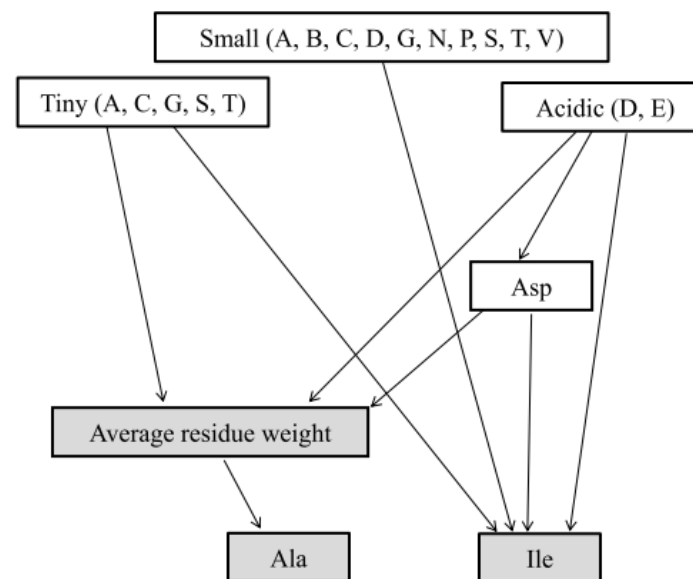 Small (A, B, C, D, G, N, P, S, T, V)
Tiny (A, C, G, S, T)
Acidic (D, E)
Asp
Average residue weight
Ala
Ile